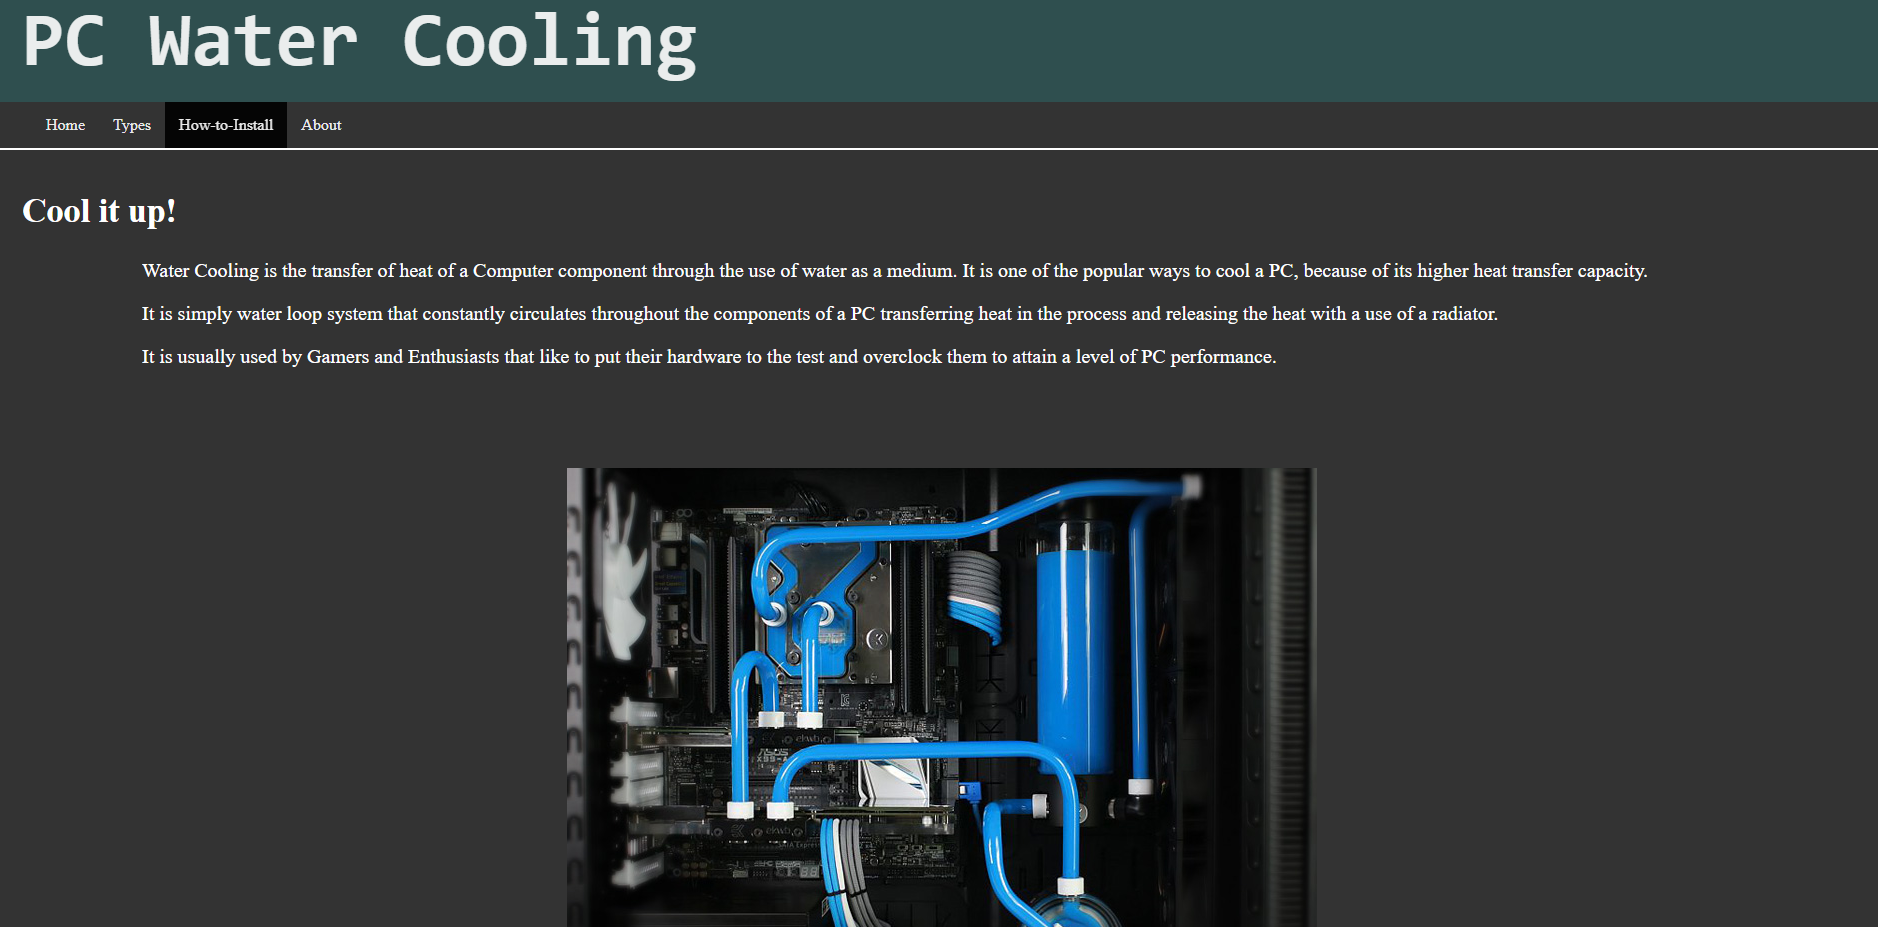 PC Water Cooling
Home Types How-to-Install About
Cool it up!
Water Cooling is the transfer of heat of a Computer component through the use of water as a medium. It is one of the popular ways to cool a PC, because of its higher heat transfer capacity.
It is simply water loop system that constantly circulates throughout the components of a PC transferring heat in the process and releasing the heat with a use of a radiator.
It is usually used by Gamers and Enthusiasts that like to put their hardware to the test and overclock them to attain a level of PC performance.
ekwb
ASUS
X99-A
ekwb